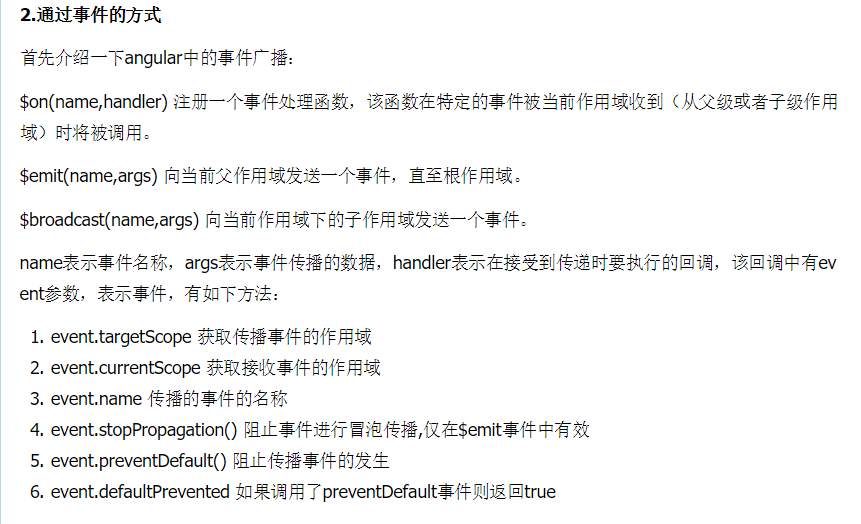 2.通过事件的方式
首先介绍一下angular中的事件广播：
$on(name,handler) 注册一个事件处理函数，该函数在特定的事件被当前作用域收到（从父级或者子级作用
域）时将被调用。
$emit(name,args) 向当前父作用域发送一个事件，直至根作用域。
$broadcast(name,args) 向当前作用域下的子作用域发送一个事件。
name表示事件名称，args表示事件传播的数据，handler表示在接受到传递时要执行的回调，该回调中有ev
ent参数，表示事件，有如下方法：
1. event.targetScope 获取传播事件的作用域
2. event.currentScope 获取接收事件的作用域
3. event.name 传播的事件的名称
4. event.stopPropagation() 阻止事件进行冒泡传播,仅在$emit事件中有效
5. event.preventDefault() 阻止传播事件的发生
6. event.defaultPrevented 如果调用了preventDefault事件则返回true